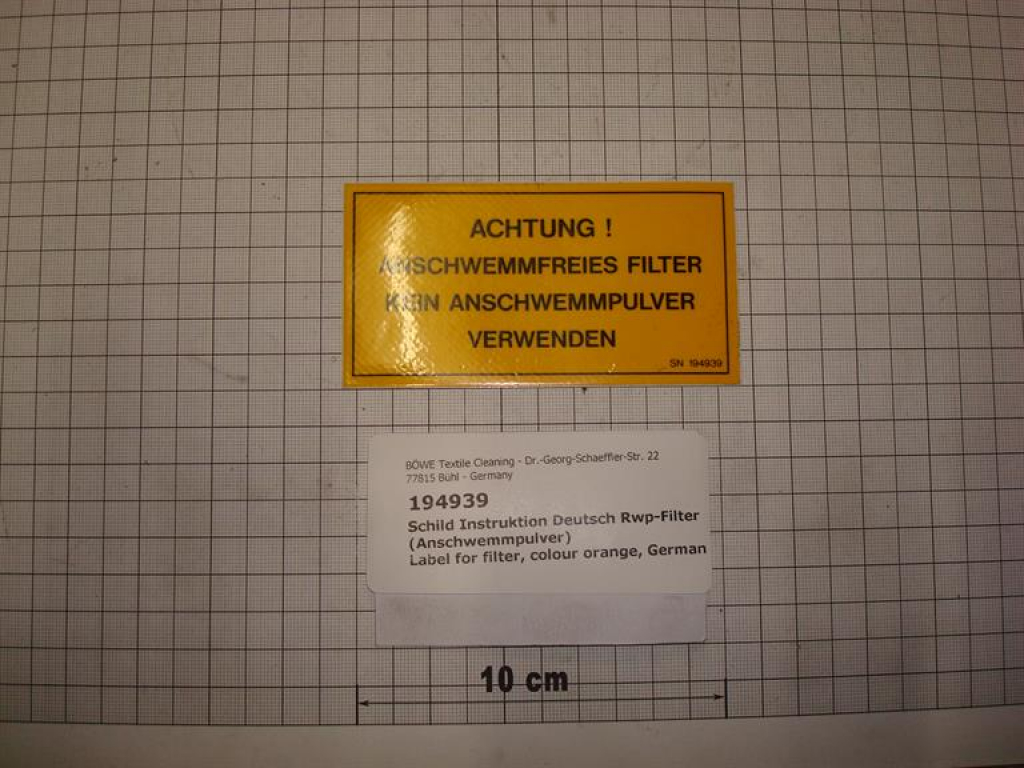 ACHTUNG !
ANSCHWEMMFREIES FILTER
KEIN ANSCHWEMMPULVER
VERWENDEN
SN 194939
BÖWE Textile Cleaning - Dr.-Georg-Schaeffler-Str. 22
77815 Bühl - Germany
194939
Schild Instruktion Deutsch Rwp-Filter
(Anschwemmpulver)
Label for filter, colour orange, German
10 cm